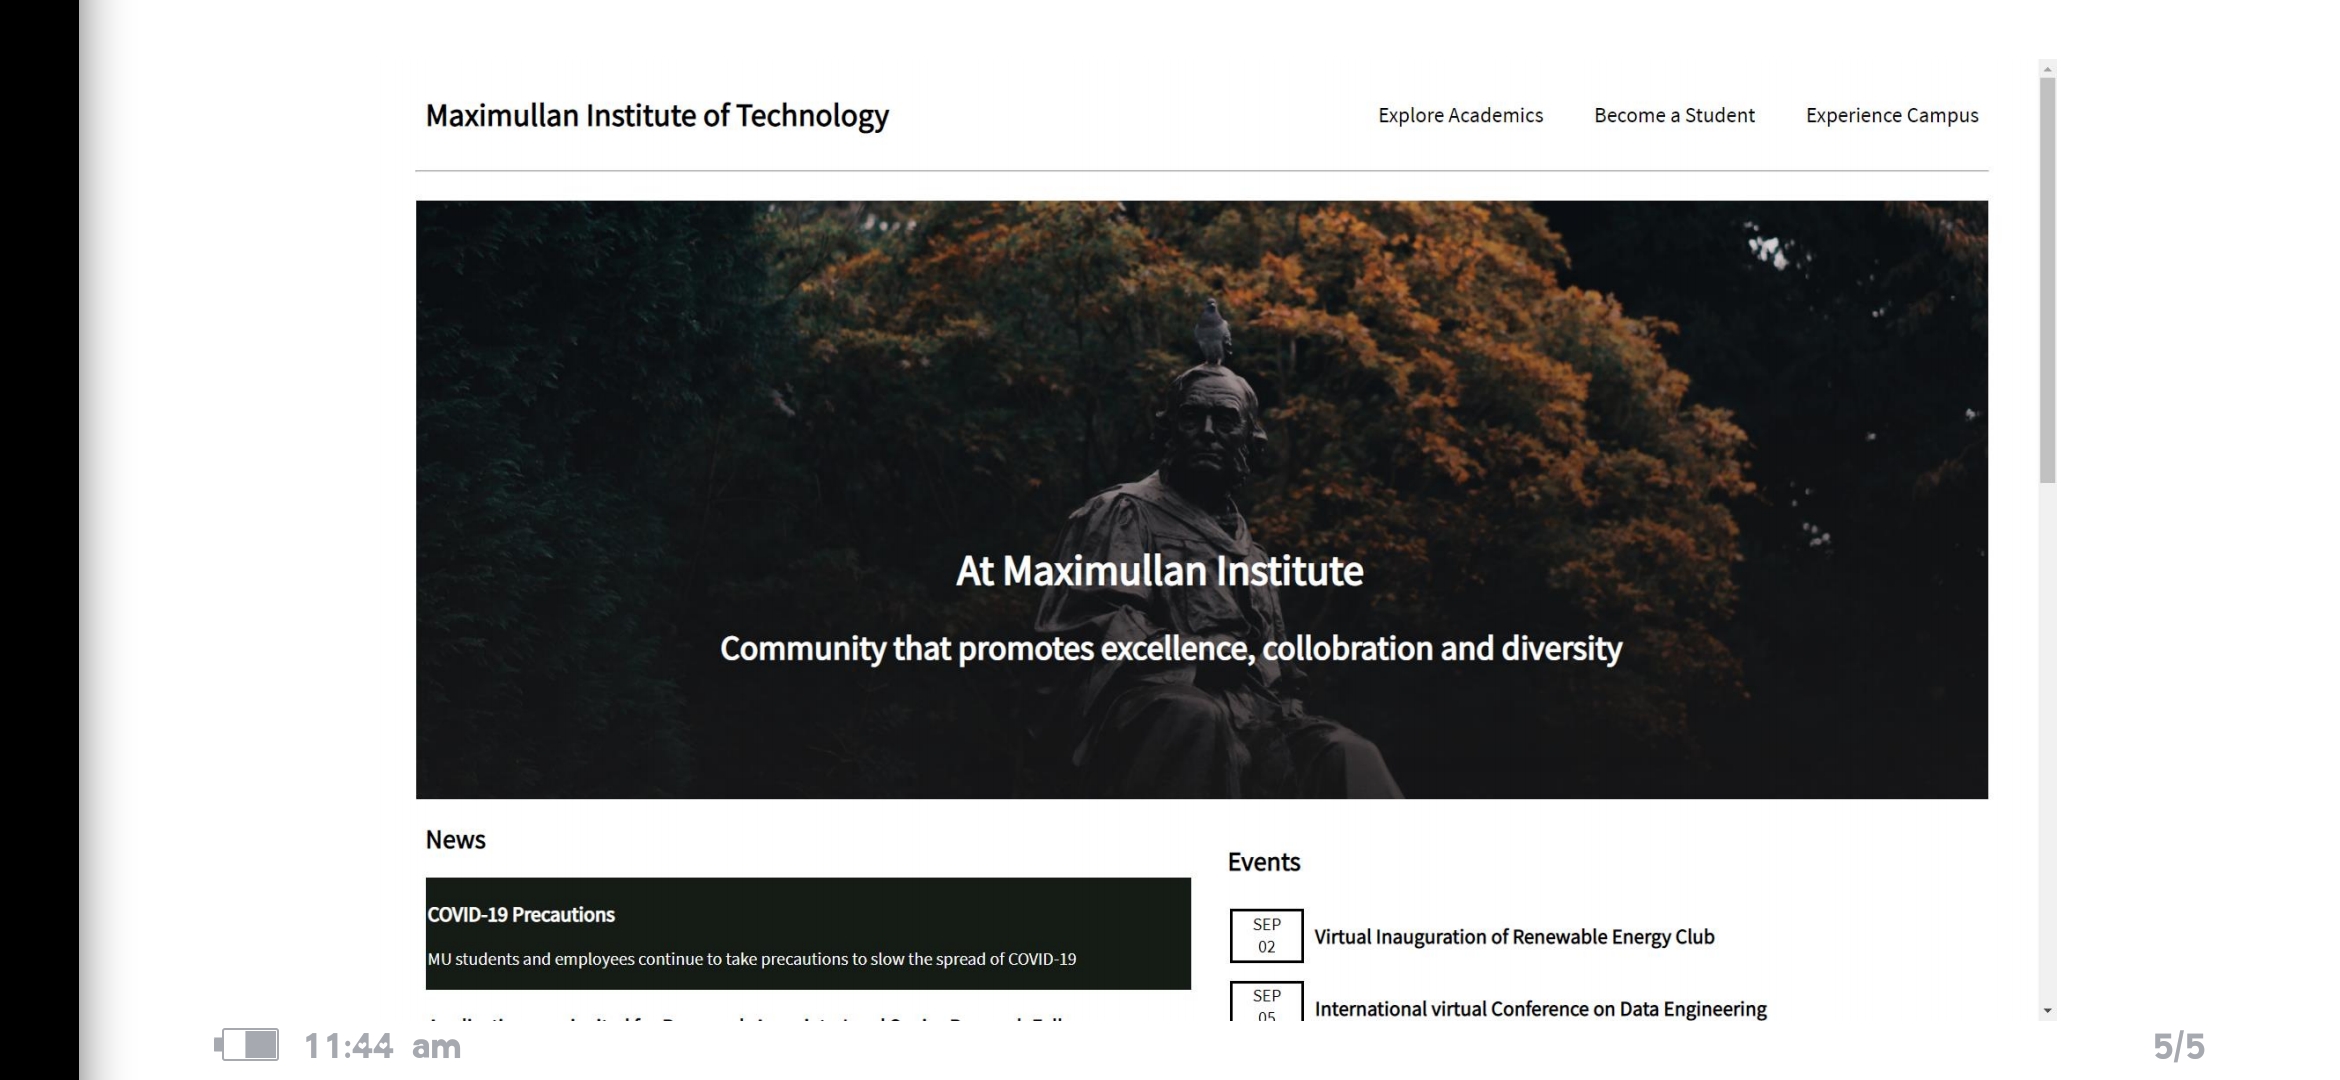 Maximullan Institute of Technology
Explore Academics
Become a Student
Experience Campus
At Maximullan Institute
Community that promotes excellence, collobration and diversity
News
COVID-19 Precautions
MU students and employees continue to take precautions to slow the spread of COVID-19
Events
SEP
02
Virtual Inauguration of Renewable Energy Club
SEP
05
International virtual Conference on Data Engineering
11:44 am
5/5